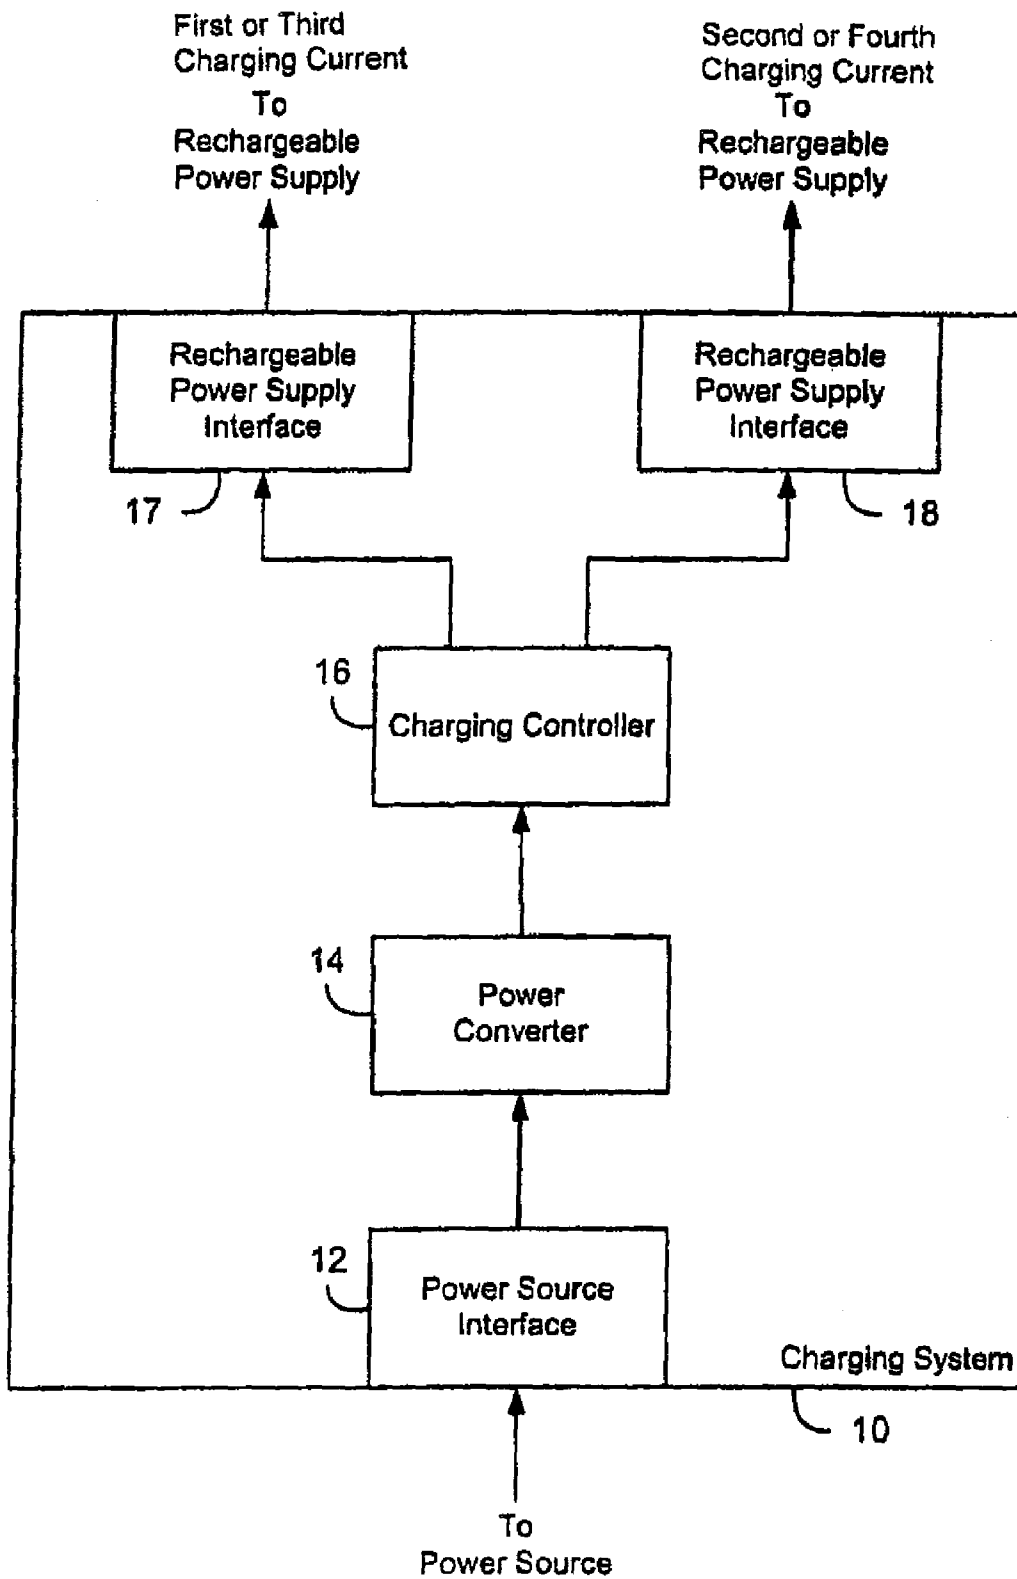 First or Third
Charging Current
To
Rechargeable
Power Supply
Second or Fourth
Charging Current
To
Rechargeable
Power Supply
Rechargeable
Power Supply
Interface
17
Rechargeable
Power Supply
Interface
18
16
Charging Controller
14
Power
Converter
12
Power Source
Interface
Charging System
10
To
Power Source